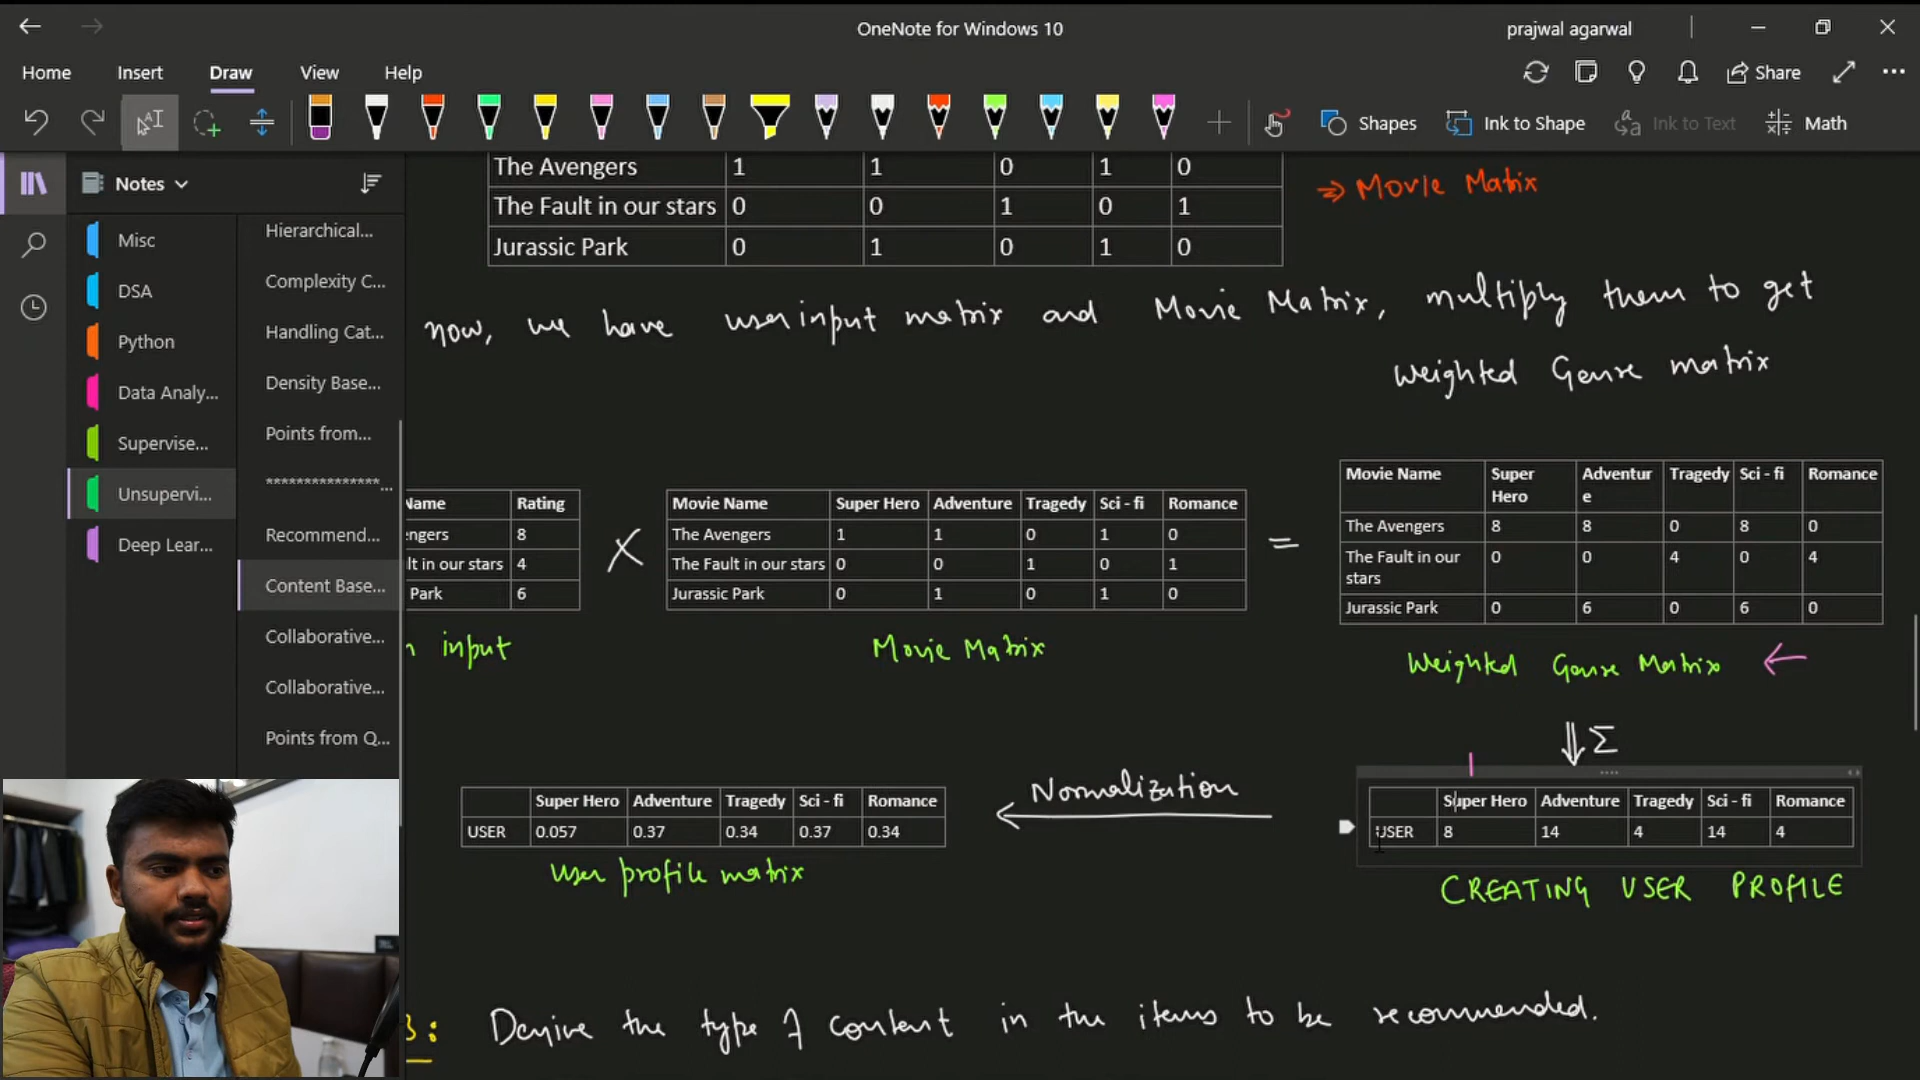 OneNote for Windows 10
prajwal agarwal
Home Insert Draw View Help
Share
Shapes Ink to Shape Ink to Text Math
Notes
Misc
DSA
Python
Data Analy...
Supervise...
Unsupervi...
Deep Lear...
Hierarchical...
Complexity C...
Handling Cat...
Density Base...
Points from...
***************...
Recommend...
Content Base...
Collaborative...
Collaborative...
Points from Q...
The Avengers 1 1 0 1 0
The Fault in our stars 0 0 1 0 1
Jurassic Park 0 1 0 1 0
⇒ Movie Matix
now, we have user input matrix and Movie Matrix, multiply them to get
weighted Genre matrix
Name Rating
engers 8
lt in our stars 4
Park 6
input
×
Movie Name Super Hero Adventure Tragedy Sci - fi Romance
The Avengers 1 1 0 1 0
The Fault in our stars 0 0 1 0 1
Jurassic Park 0 1 0 1 0
Movie Matrix
=
Movie Name Super Hero Adventure Tragedy Sci - fi Romance
The Avengers 8 8 0 8 0
The Fault in our stars 0 0 4 0 4
Jurassic Park 0 6 0 6 0
Weighted Genre Matrix ←
⇓ Σ
Super Hero Adventure Tragedy Sci - fi Romance
USER 8 14 4 14 4
CREATING USER PROFILE
Normalization
Super Hero Adventure Tragedy Sci - fi Romance
USER 0.057 0.37 0.34 0.37 0.34
User profile matrix
3: Derive the type of content in the items to be recommended.